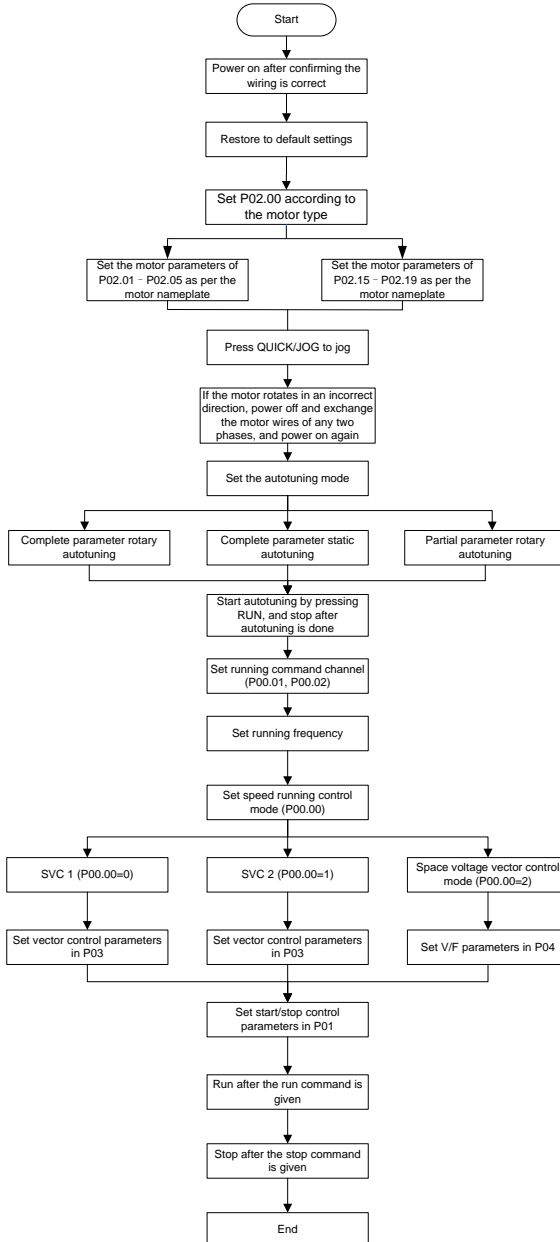 Start
Power on after confirming the
wiring is correct
Restore to default settings
Set P02.00 according to
the motor type
Set the motor parameters of
P02.01–P02.05 as per the
motor nameplate
Set the motor parameters of
P02.15–P02.19 as per the
motor nameplate
Press QUICK/JOG to jog
If the motor rotates in an incorrect
direction, power off and exchange
the motor wires of any two
phases, and power on again
Set the autotuning mode
Complete parameter rotary
autotuning
Complete parameter static
autotuning
Partial parameter rotary
autotuning
Start autotuning by pressing
RUN, and stop after
autotuning is done
Set running command channel
(P00.01, P00.02)
Set running frequency
Set speed running control
mode (P00.00)
SVC 1 (P00.00=0)
SVC 2 (P00.00=1)
Space voltage vector control
mode (P00.00=2)
Set vector control parameters
in P03
Set vector control parameters
in P03
Set V/F parameters in P04
Set start/stop control
parameters in P01
Run after the run command is
given
Stop after the stop command
is given
End